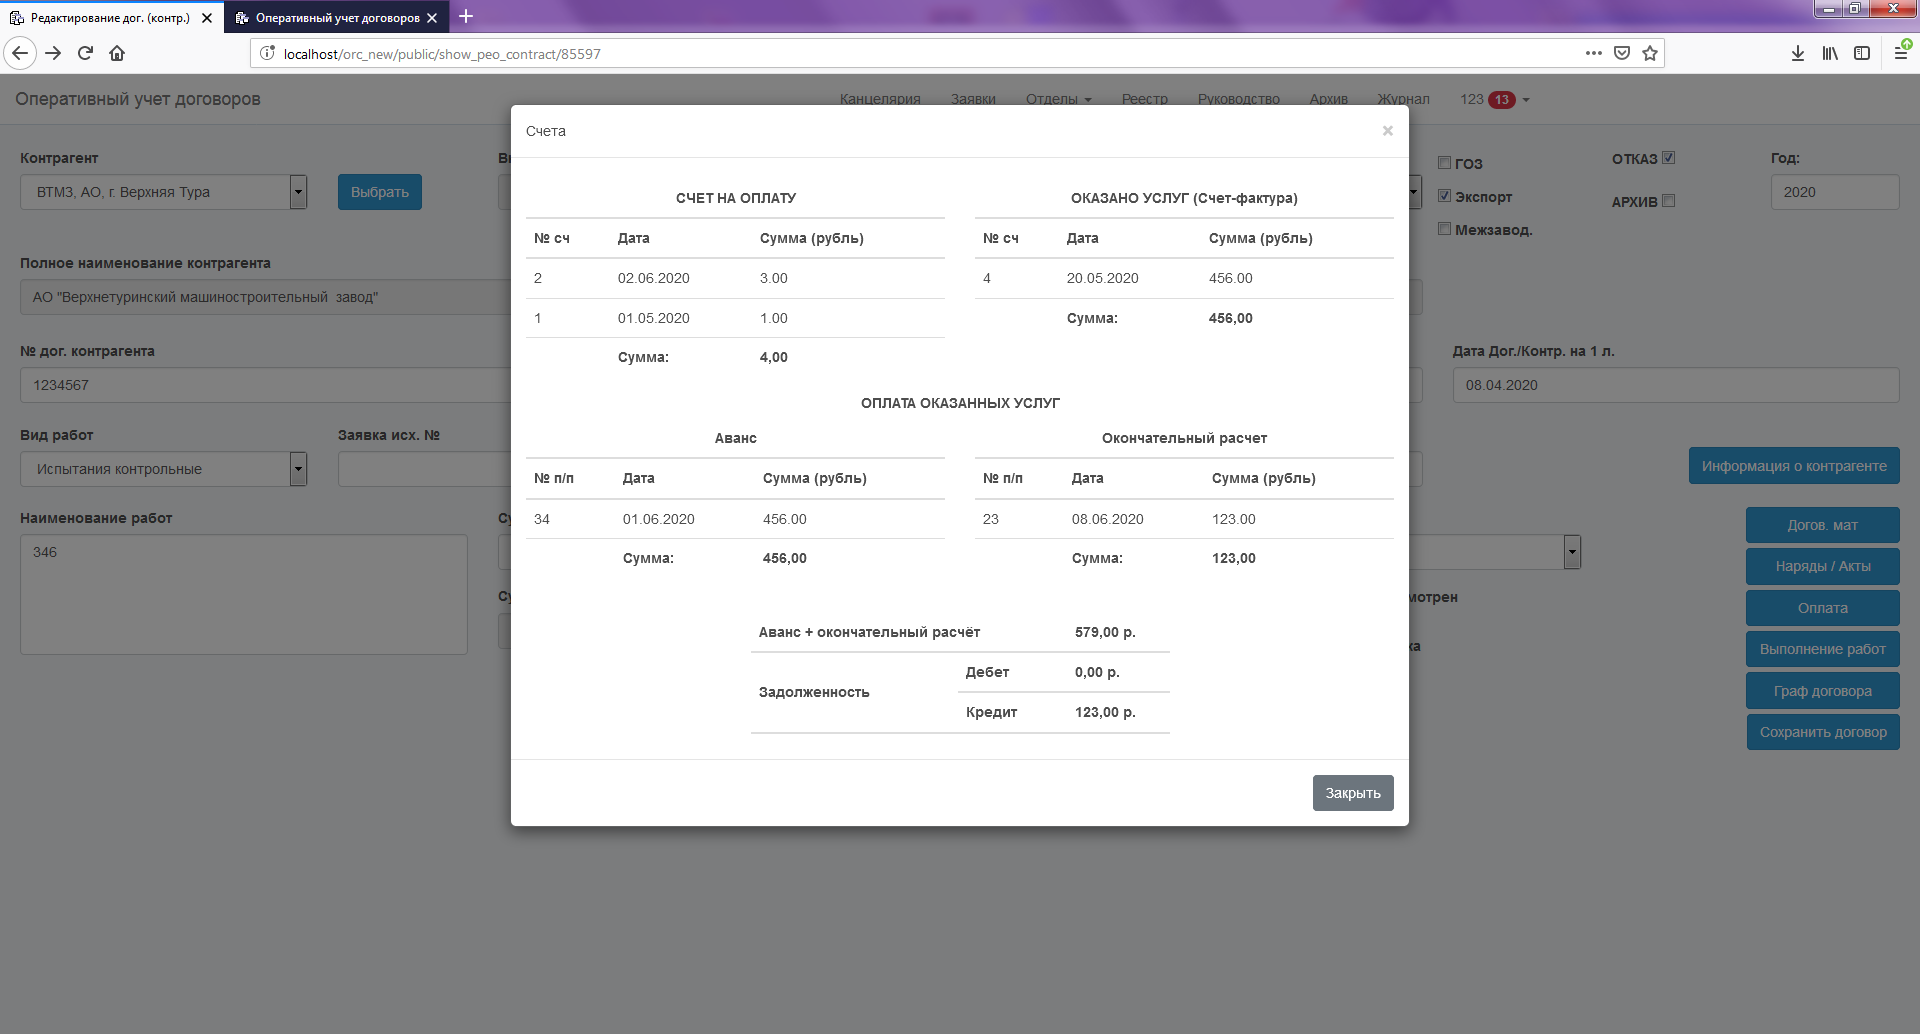 Редактирование дог. (контр.)
Оперативный учет договоров
localhost/orc_new/public/show_peo_contract/85597
Оперативный учет договоров
Канцелярия Заявки Отделы Реестр Руководство Архив Журнал 123 13
Счета ×
Контрагент
ГОЗ
ОТКАЗ
Год:
ВТМЗ, АО, г. Верхняя Тура
Выбрать
Экспорт
АРХИВ
2020
Межзавод.
СЧЕТ НА ОПЛАТУ
№ сч Дата Сумма (рубль)
2 02.06.2020 3.00
1 01.05.2020 1.00
Сумма: 4,00
ОКАЗАНО УСЛУГ (Счет-фактура)
№ сч Дата Сумма (рубль)
4 20.05.2020 456.00
Сумма: 456,00
Полное наименование контрагента
АО "Верхнетуринский машиностроительный завод"
№ дог. контрагента
1234567
Дата Дог./Контр. на 1 л.
08.04.2020
ОПЛАТА ОКАЗАННЫХ УСЛУГ
Аванс
№ п/п Дата Сумма (рубль)
34 01.06.2020 456.00
Сумма: 456,00
Окончательный расчет
№ п/п Дата Сумма (рубль)
23 08.06.2020 123.00
Сумма: 123,00
Вид работ
Испытания контрольные
Заявка исх. №
Информация о контрагенте
Наименование работ
346
Догов. мат
Наряды / Акты
Оплата
Выполнение работ
Граф договора
Сохранить договор
Аванс + окончательный расчёт 579,00 р.
Задолженность
Дебет 0,00 р.
Кредит 123,00 р.
Закрыть